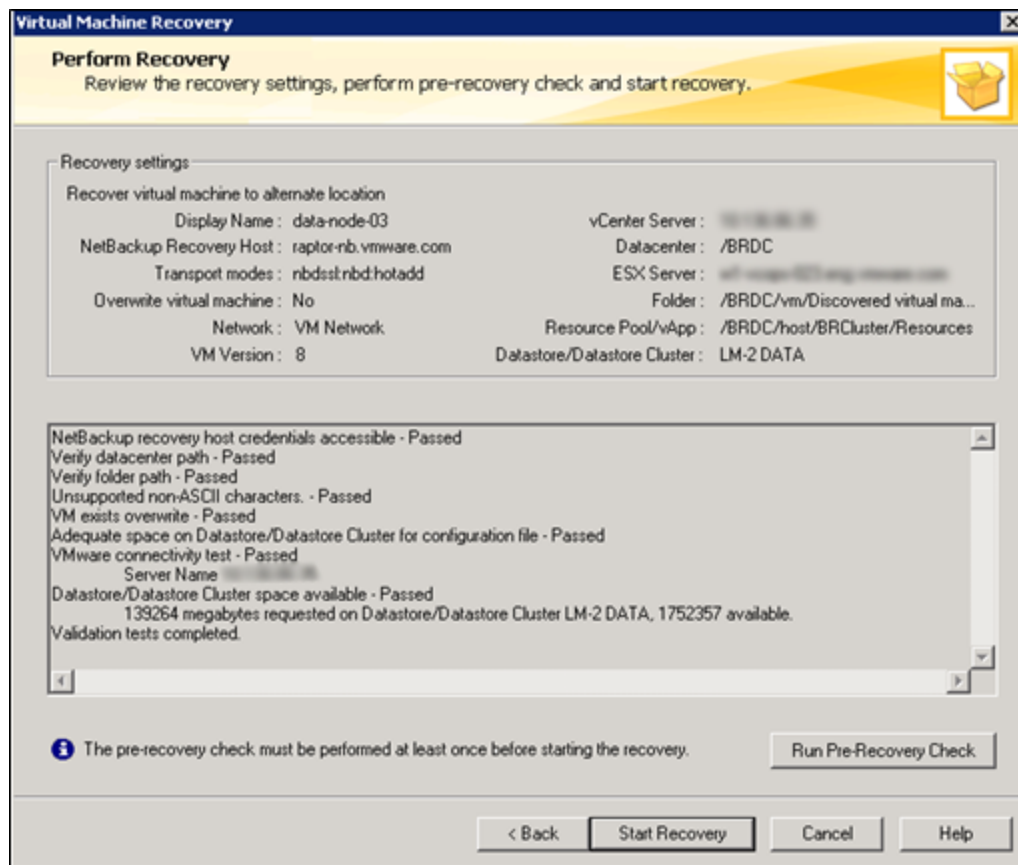 Virtual Machine Recovery
Perform Recovery
Review the recovery settings, perform pre-recovery check and start recovery.
Recovery settings
Recover virtual machine to alternate location
Display Name : data-node-03
NetBackup Recovery Host : raptor-nb.vmware.com
Transport modes : nbdssl:nbd:hotadd
Overwrite virtual machine : No
Network : VM Network
VM Version : 8
vCenter Server :
Datacenter : /BRDC
ESX Server :
Folder : /BRDC/vm/Discovered virtual ma...
Resource Pool/vApp : /BRDC/host/BRCluster/Resources
Datastore/Datastore Cluster : LM-2 DATA
NetBackup recovery host credentials accessible - Passed
Verify datacenter path - Passed
Verify folder path - Passed
Unsupported non-ASCII characters. - Passed
VM exists overwrite - Passed
Adequate space on Datastore/Datastore Cluster for configuration file - Passed
VMware connectivity test - Passed
Server Name
Datastore/Datastore Cluster space available - Passed
139264 megabytes requested on Datastore/Datastore Cluster LM-2 DATA, 1752357 available.
Validation tests completed.
The pre-recovery check must be performed at least once before starting the recovery.
Run Pre-Recovery Check
< Back
Start Recovery
Cancel
Help